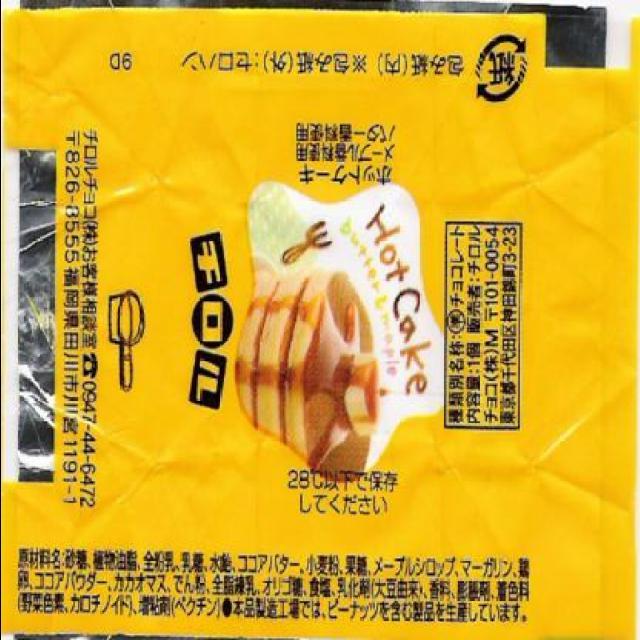 包み紙(内) ※包み紙(外):セロハン
9D
紙
ホットケーキ
メープル香料使用
バター香料使用
Hot Cake
butter & maple
チロル
種類別名称:㊤チョコレート
内容量:1個 販売者:チロル
チョコ(株)M 〒101-0054
東京都千代田区神田錦町3-23
チロルチョコ(株)お客様相談室 ☎0947-44-6472
〒826-8555 福岡県田川市川宮1191-1
28℃以下で保存
してください
原材料名:砂糖、植物油脂、全粉乳、乳糖、水飴、ココアバター、小麦粉、果糖、メープルシロップ、マーガリン、鶏
卵、ココアパウダー、カカオマス、でん粉、全脂練乳、オリゴ糖、食塩、乳化剤(大豆由来)、香料、膨脹剤、着色料
(野菜色素、カロチノイド)、増粘剤(ペクチン)●本品製造工場では、ピーナッツを含む製品を生産しています。